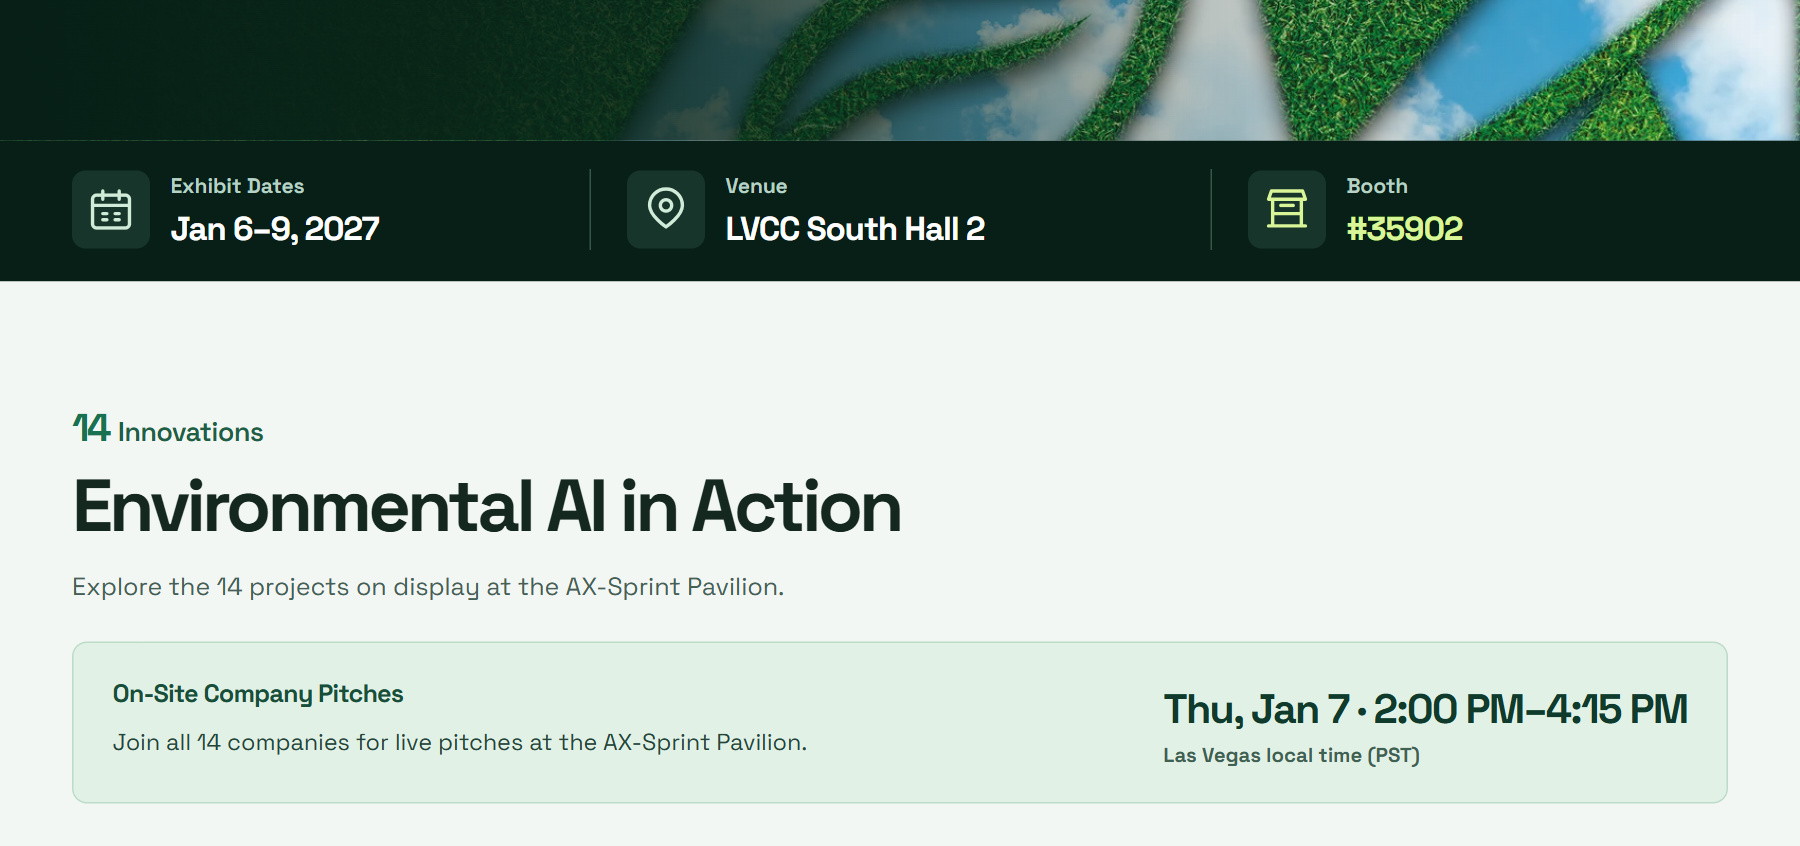 Exhibit Dates
Jan 6–9, 2027
Venue
LVCC South Hall 2
Booth
#35902
14 Innovations
Environmental AI in Action
Explore the 14 projects on display at the AX-Sprint Pavilion.
On-Site Company Pitches
Join all 14 companies for live pitches at the AX-Sprint Pavilion.
Thu, Jan 7 · 2:00 PM–4:15 PM
Las Vegas local time (PST)